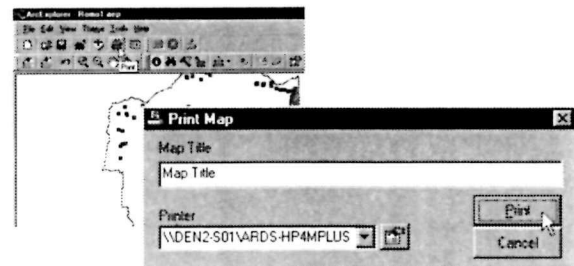 ArcExplorer Homo1.aep
File Edit View Theme Tools Help
Print
Print Map
Map Title
Map Title
Printer
\\DEN2-S01\ARDS-HP4MPLUS
Print
Cancel